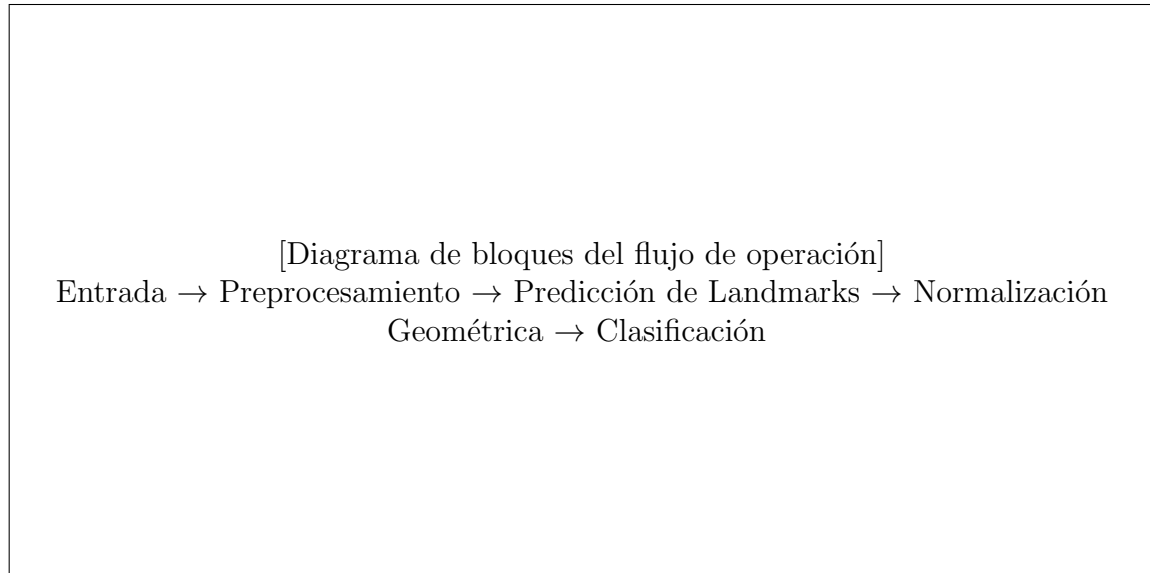 [Diagrama de bloques del flujo de operación]
Entrada → Preprocesamiento → Predicción de Landmarks → Normalización
Geométrica → Clasificación